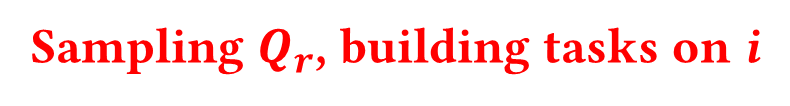 Sampling Qᵣ, building tasks on i